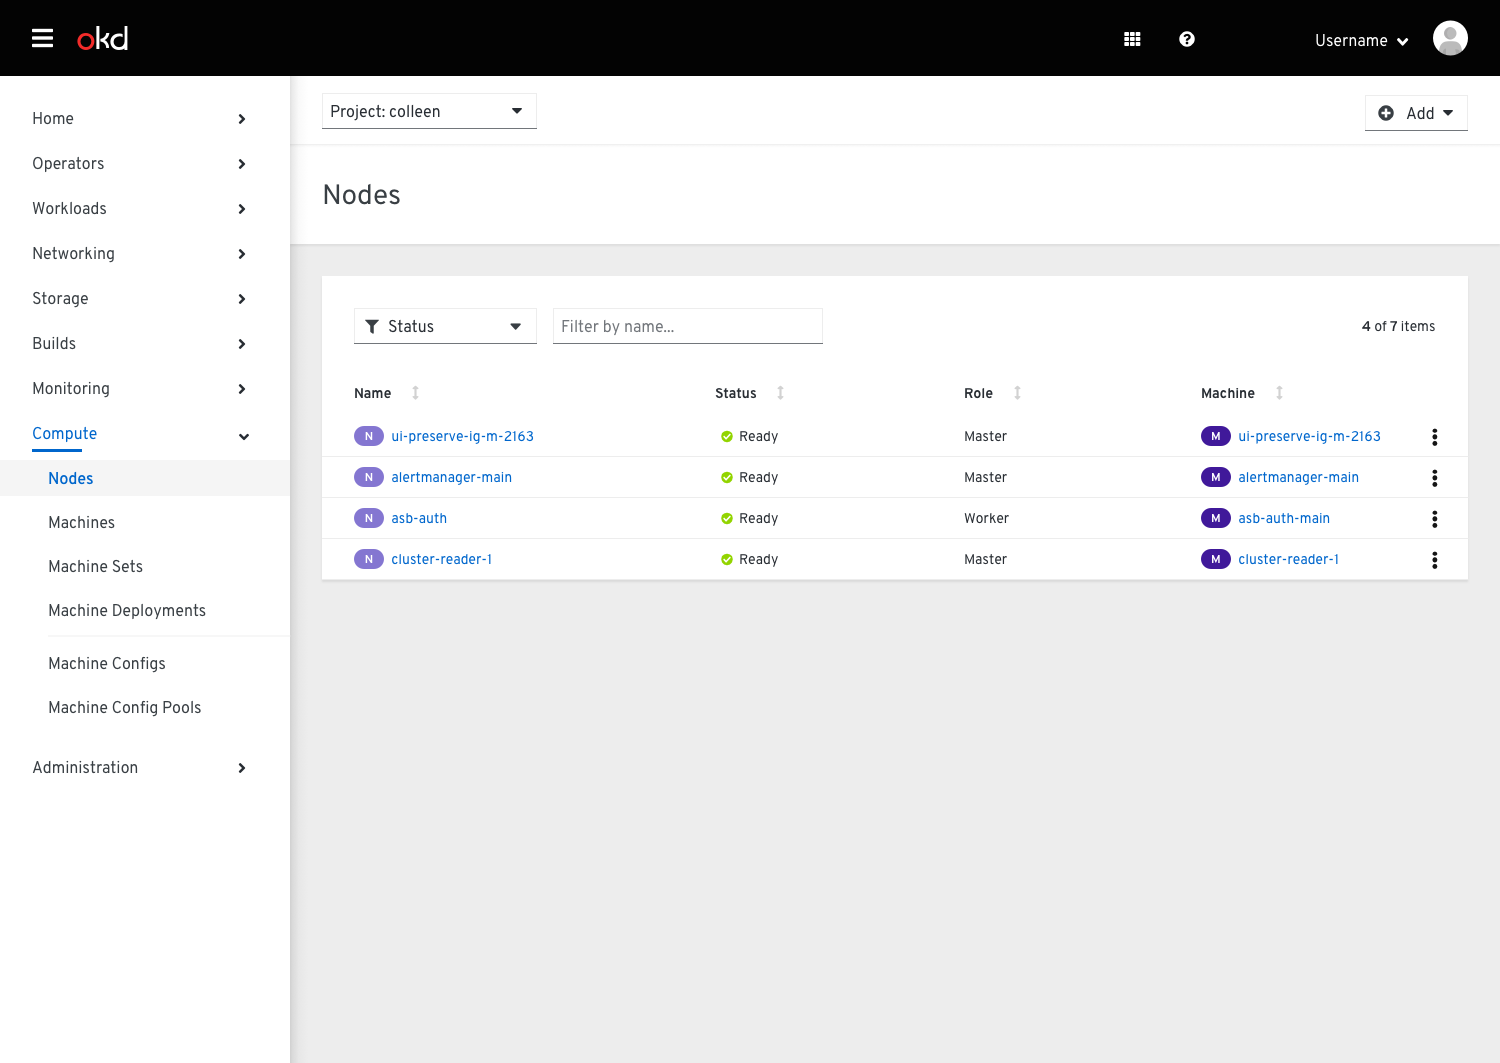 okd
Username
Home
Operators
Workloads
Networking
Storage
Builds
Monitoring
Compute
Nodes
Machines
Machine Sets
Machine Deployments
Machine Configs
Machine Config Pools
Administration
Project: colleen
Add
Nodes
Status
Filter by name...
4 of 7 items
Name Status Role Machine
N ui-preserve-ig-m-2163 Ready Master M ui-preserve-ig-m-2163
N alertmanager-main Ready Master M alertmanager-main
N asb-auth Ready Worker M asb-auth-main
N cluster-reader-1 Ready Master M cluster-reader-1